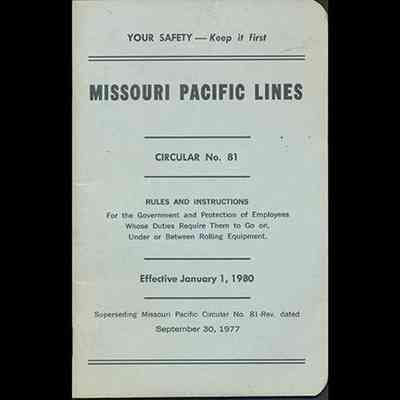 YOUR SAFETY — Keep it first
MISSOURI PACIFIC LINES
CIRCULAR No. 81
RULES AND INSTRUCTIONS
For the Government and Protection of Employees
Whose Duties Require Them to Go on,
Under or Between Rolling Equipment.
Effective January 1, 1980
Superseding Missouri Pacific Circular No. 81-Rev. dated
September 30, 1977